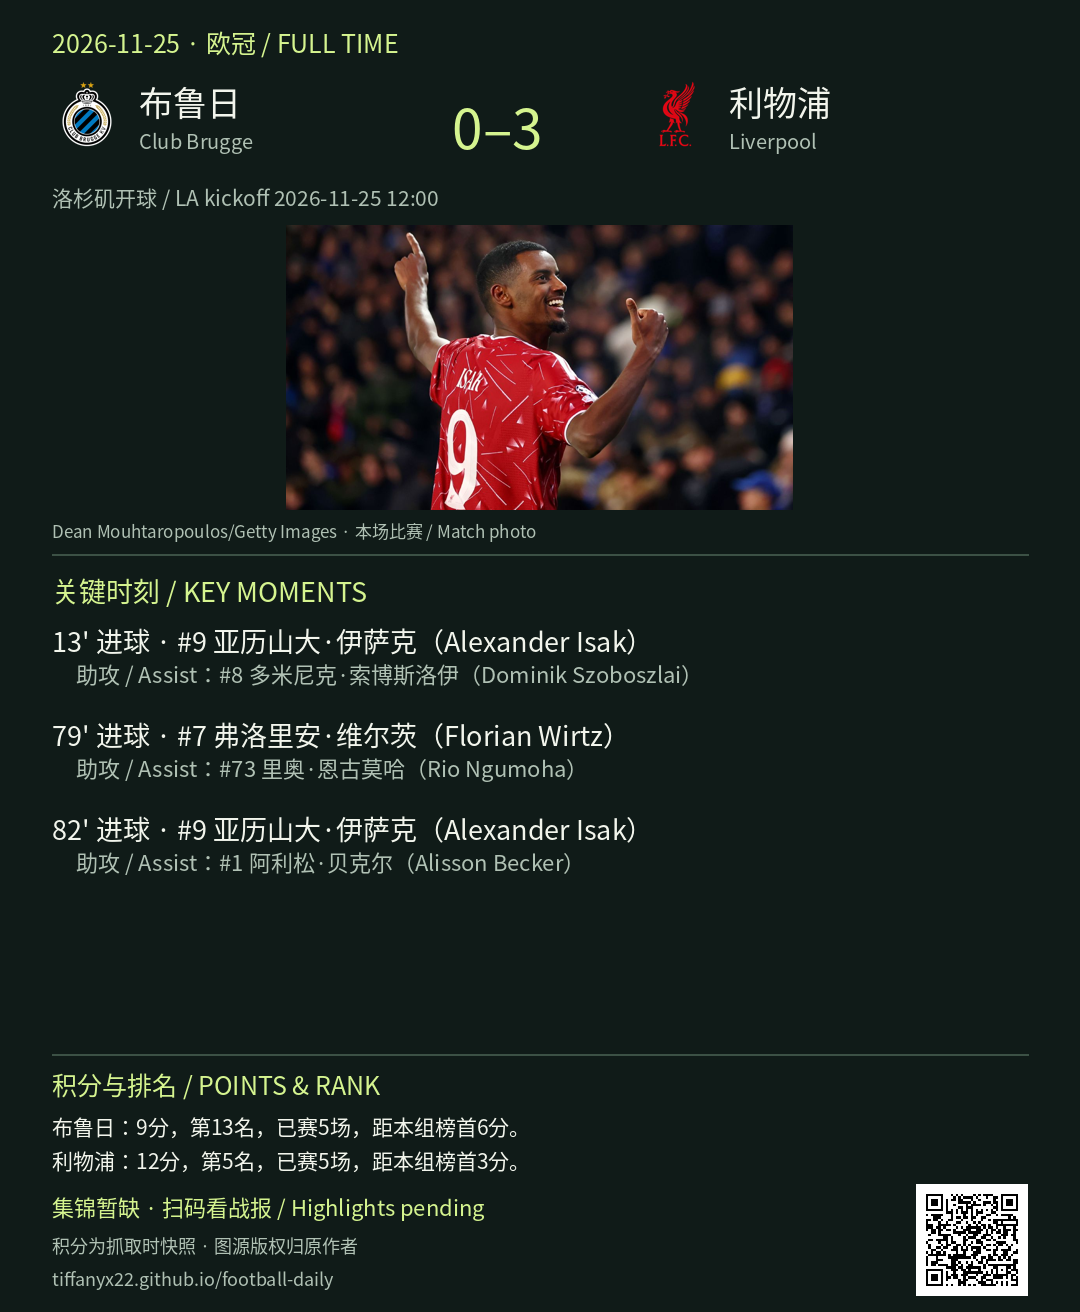 2026-11-25 · 欧冠 / FULL TIME
布鲁日
Club Brugge
0–3
利物浦
Liverpool
L.F.C.
洛杉矶开球 / LA kickoff 2026-11-25 12:00
ISAK
9
Dean Mouhtaropoulos/Getty Images · 本场比赛 / Match photo
关键时刻 / KEY MOMENTS
13' 进球 · #9 亚历山大·伊萨克（Alexander Isak）
助攻 / Assist：#8 多米尼克·索博斯洛伊（Dominik Szoboszlai）
79' 进球 · #7 弗洛里安·维尔茨（Florian Wirtz）
助攻 / Assist：#73 里奥·恩古莫哈（Rio Ngumoha）
82' 进球 · #9 亚历山大·伊萨克（Alexander Isak）
助攻 / Assist：#1 阿利松·贝克尔（Alisson Becker）
积分与排名 / POINTS & RANK
布鲁日：9分，第13名，已赛5场，距本组榜首6分。
利物浦：12分，第5名，已赛5场，距本组榜首3分。
集锦暂缺 · 扫码看战报 / Highlights pending
积分为抓取时快照 · 图源版权归原作者
tiffanyx22.github.io/football-daily